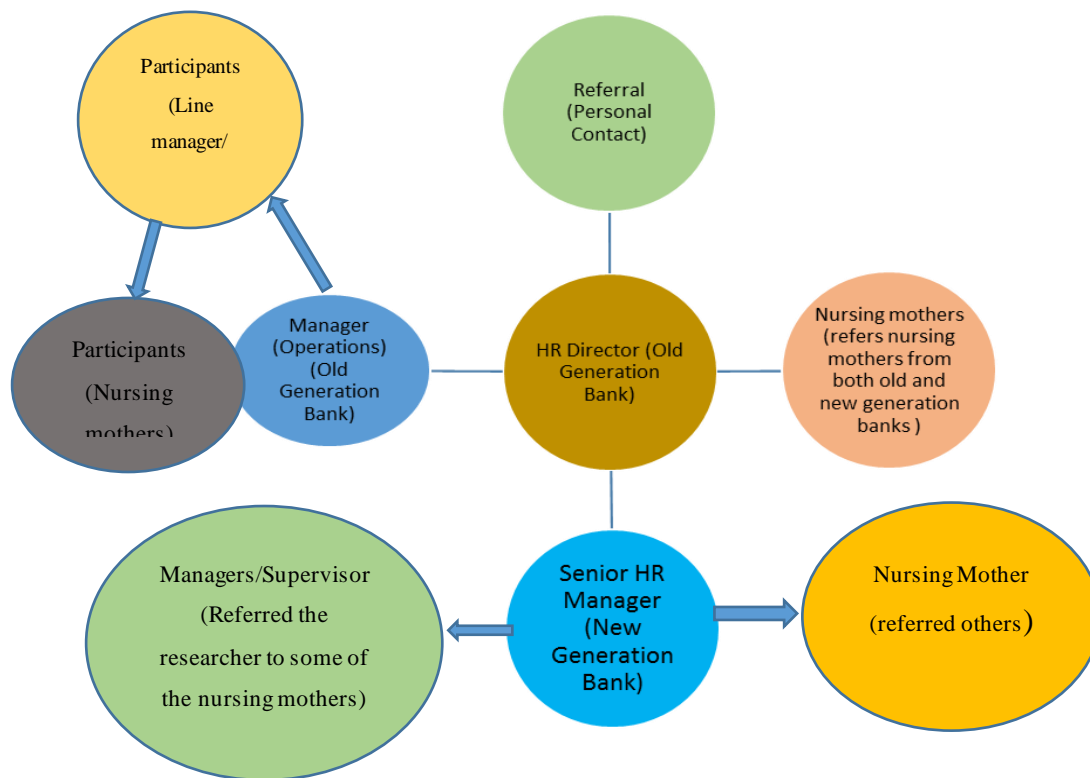 Participants
(Line
manager/
Referral
(Personal
Contact)
Participants
(Nursing
mothers)
Manager
(Operations)
(Old
Generation
Bank)
HR Director (Old
Generation
Bank)
Nursing mothers
(refers nursing
mothers from
both old and
new generation
banks )
Managers/Supervisor
(Referred the
researcher to some of
the nursing mothers)
Senior HR
Manager
(New
Generation
Bank)
Nursing Mother
(referred others)